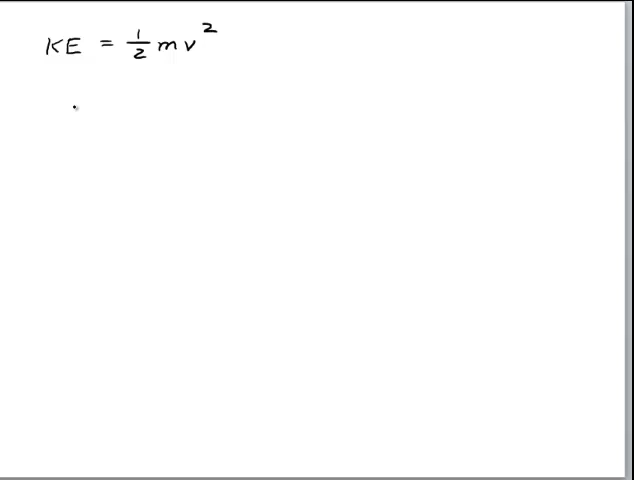 KE = 1/2 mv²